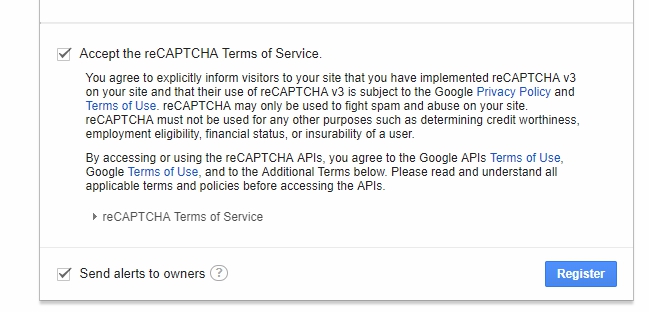 Accept the reCAPTCHA Terms of Service.
You agree to explicitly inform visitors to your site that you have implemented reCAPTCHA v3
on your site and that their use of reCAPTCHA v3 is subject to the Google Privacy Policy and
Terms of Use. reCAPTCHA may only be used to fight spam and abuse on your site.
reCAPTCHA must not be used for any other purposes such as determining credit worthiness,
employment eligibility, financial status, or insurability of a user.
By accessing or using the reCAPTCHA APIs, you agree to the Google APIs Terms of Use,
Google Terms of Use, and to the Additional Terms below. Please read and understand all
applicable terms and policies before accessing the APIs.
reCAPTCHA Terms of Service
Send alerts to owners ? Register